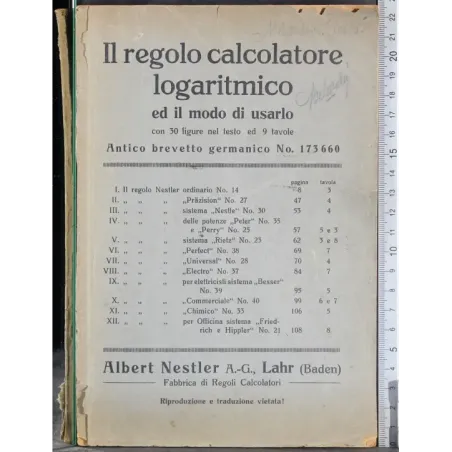 Il regolo calcolatore
logaritmico
ed il modo di usarlo
con 30 figure nel testo ed 9 tavole
Antico brevetto germanico No. 173660
pagina tavola
I. Il regolo Nestler ordinario No. 14 8 3
II. „ „ „ „Präzision" No. 27 47 4
III. „ „ „ sistema „Nestle" No. 30 53 4
IV. „ „ „ delle potenze „Peter" No. 35
e „Perry" No. 25 57 5 e 3
V. „ „ „ sistema „Rietz" No. 23 62 3 e 8
VI. „ „ „ „Perfect" No. 38 69 7
VII. „ „ „ „Universal" No. 28 70 4
VIII. „ „ „ „Electro" No. 37 84 7
IX. „ „ „ per elettricisti sistema „Besser"
No. 39 95 5
X. „ „ „ „Commerciale" No. 40 99 6 e 7
XI. „ „ „ „Chimico" No. 33 106 5
XII. „ „ „ per Officina sistema „Fried-
rich e Hippler" No. 21 108 8
Albert Nestler A.-G., Lahr (Baden)
Fabbrica di Regoli Calcolatori
Riproduzione e traduzione vietata!